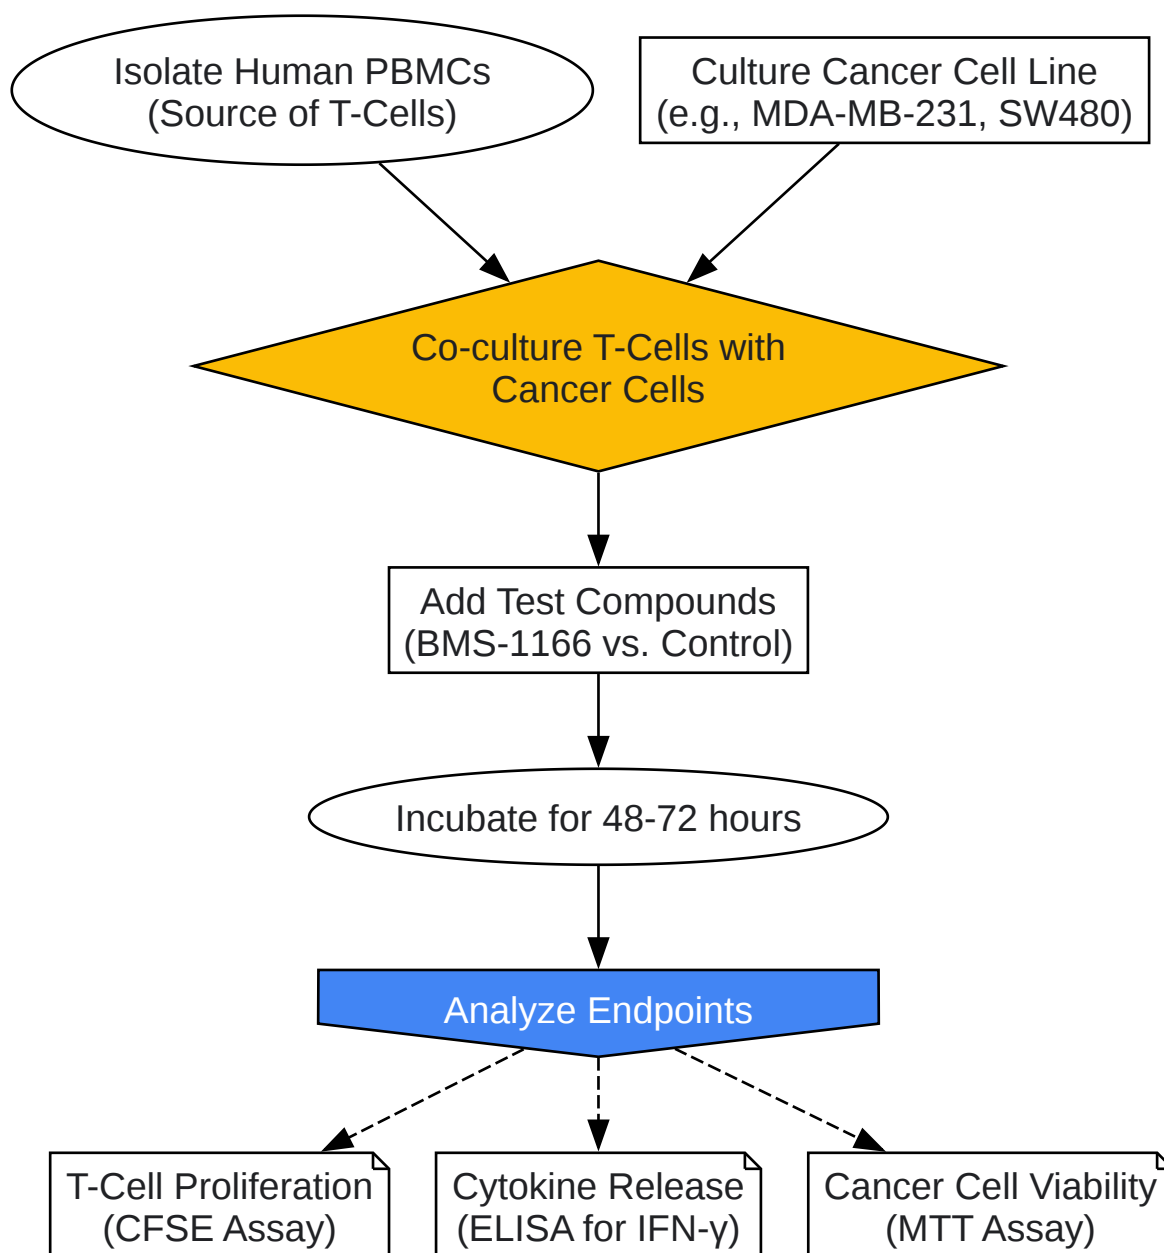 Isolate Human PBMCs
(Source of T-Cells)
Culture Cancer Cell Line
(e.g., MDA-MB-231, SW480)
Co-culture T-Cells with
Cancer Cells
Add Test Compounds
(BMS-1166 vs. Control)
Incubate for 48-72 hours
Analyze Endpoints
T-Cell Proliferation
(CFSE Assay)
Cytokine Release
(ELISA for IFN-γ)
Cancer Cell Viability
(MTT Assay)